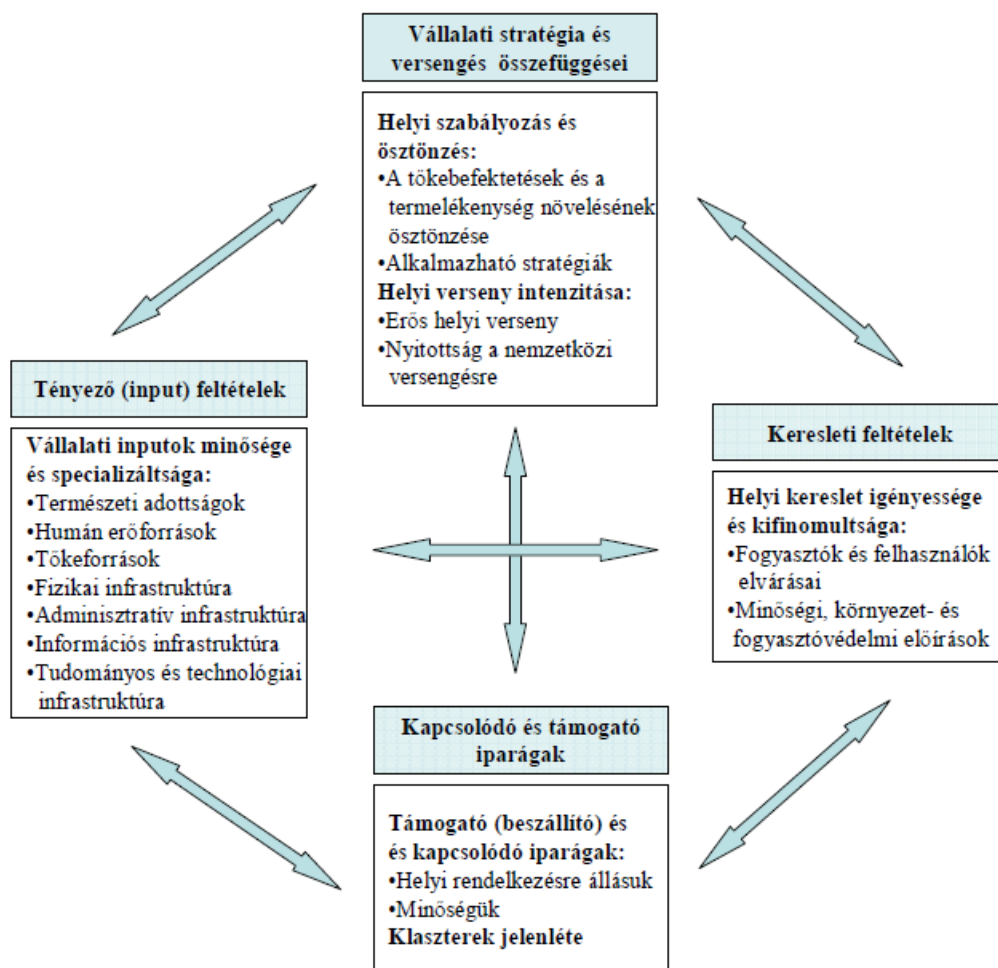 Vállalati stratégia és
versengés összefüggései
Helyi szabályozás és
ösztönzés:
•A tőkebefektetések és a
termelékenység növelésének
ösztönzése
•Alkalmazható stratégiák
Helyi verseny intenzitása:
•Erős helyi verseny
•Nyitottság a nemzetközi
versengésre
Tényező (input) feltételek
Vállalati inputok minősége
és specializáltsága:
•Természeti adottságok
•Humán erőforrások
•Tőkeforrások
•Fizikai infrastruktúra
•Adminisztratív infrastruktúra
•Információs infrastruktúra
•Tudományos és technológiai
infrastruktúra
Keresleti feltételek
Helyi kereslet igényessége
és kifinomultsága:
•Fogyasztók és felhasználók
elvárásai
•Minőségi, környezet- és
fogyasztóvédelmi előírások
Kapcsolódó és támogató
iparágak
Támogató (beszállító) és
és kapcsolódó iparágak:
•Helyi rendelkezésre állásuk
•Minőségük
Klaszterek jelenléte